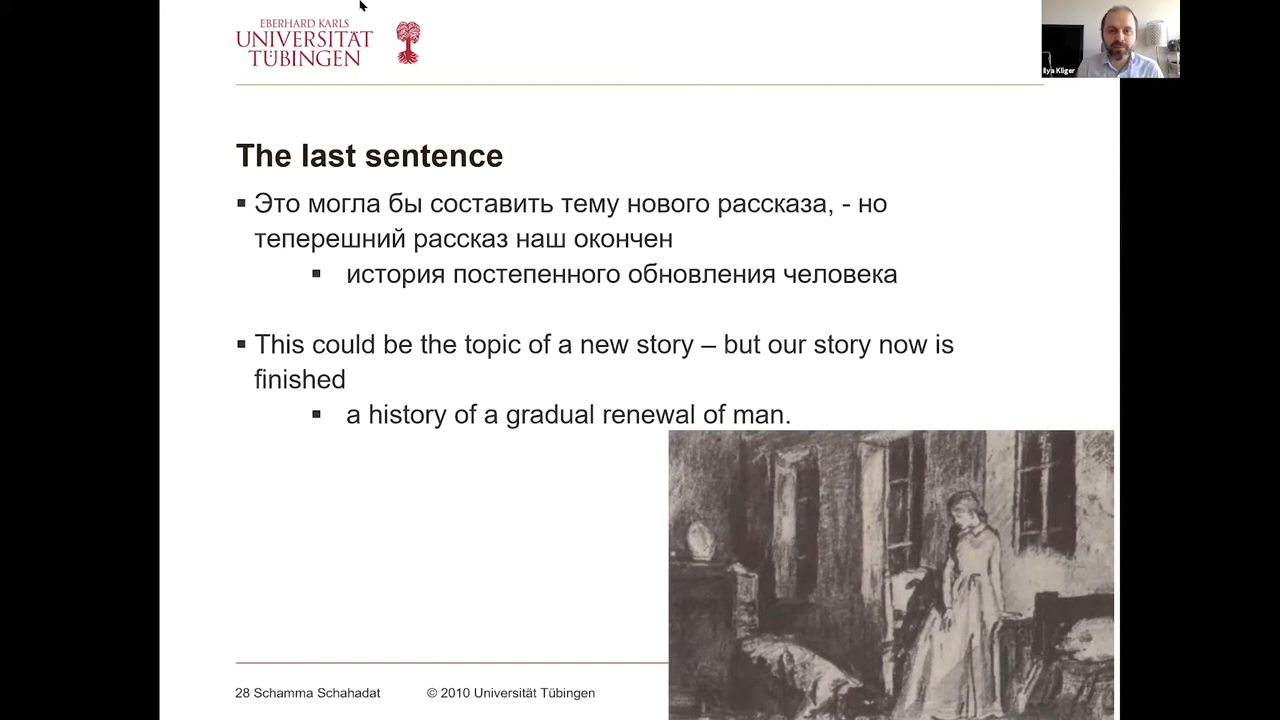 EBERHARD KARLS
UNIVERSITÄT
TÜBINGEN
Ilya Kliger
The last sentence
▪ Это могла бы составить тему нового рассказа, - но
теперешний рассказ наш окончен
▪ история постепенного обновления человека
▪ This could be the topic of a new story – but our story now is
finished
▪ a history of a gradual renewal of man.
28 Schamma Schahadat © 2010 Universität Tübingen